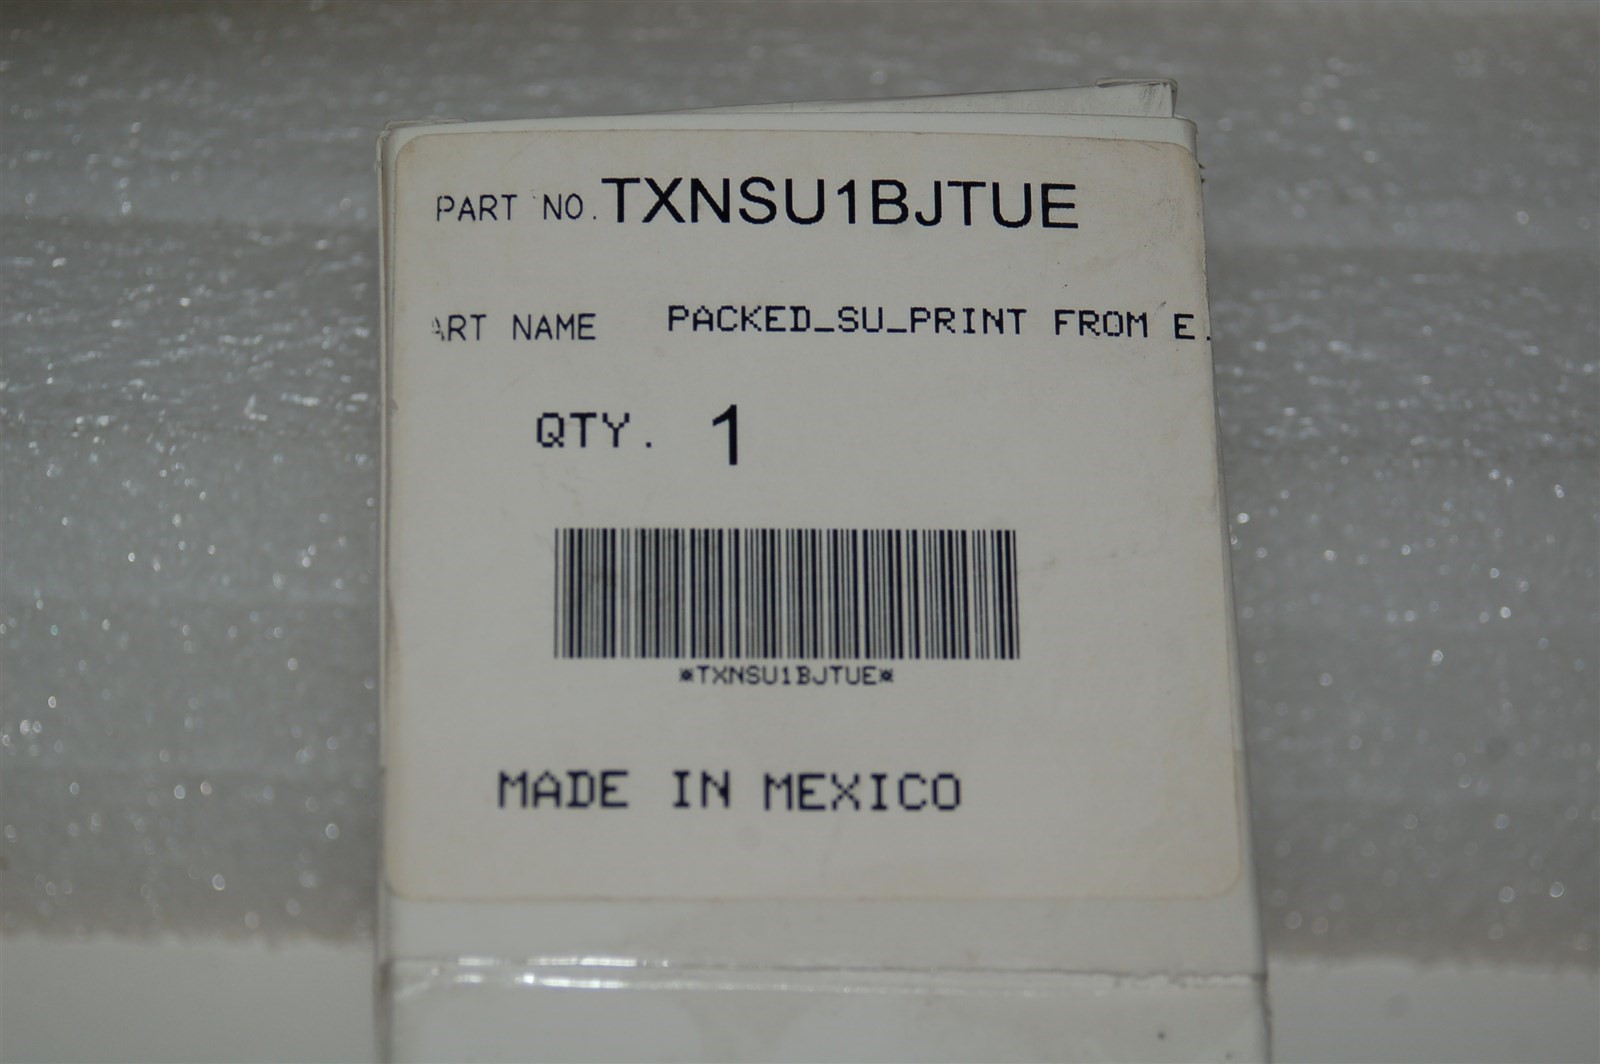 PART NO. TXNSU1BJTUE
ART NAME PACKED_SU_PRINT FROM E.
QTY. 1
*TXNSU1BJTUE*
MADE IN MEXICO